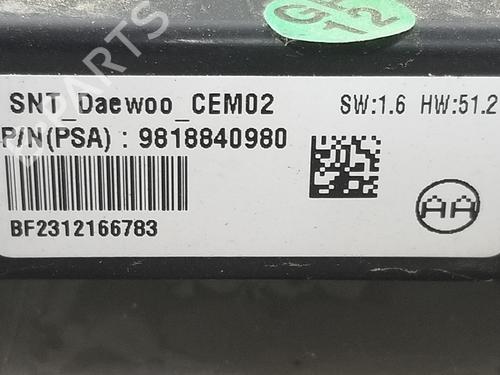 SNT_Daewoo_CEM02 SW:1.6 HW:51.2
P/N(PSA) : 9818840980
BF2312166783
AA